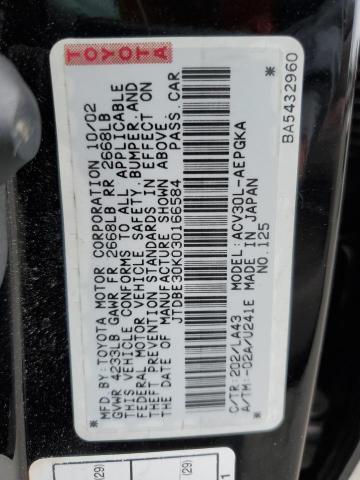 TOYOTA
MFD. BY:TOYOTA MOTOR CORPORATION 10/02
GVWR 4233LB GAWR FR 2668LB RR 2668LB
THIS VEHICLE CONFORMS TO ALL APPLICABLE
FEDERAL MOTOR VEHICLE SAFETY, BUMPER, AND
THEFT PREVENTION STANDARDS IN EFFECT ON
THE DATE OF MANUFACTURE SHOWN ABOVE.
JTDBE30K030166584 PASS. CAR
C/TR:202/LA43 MODEL:ACV30L-AEPGKA
A/TM:-02A/U241E MADE IN JAPAN
NO.125
BA5432960
(29)
(29)
1